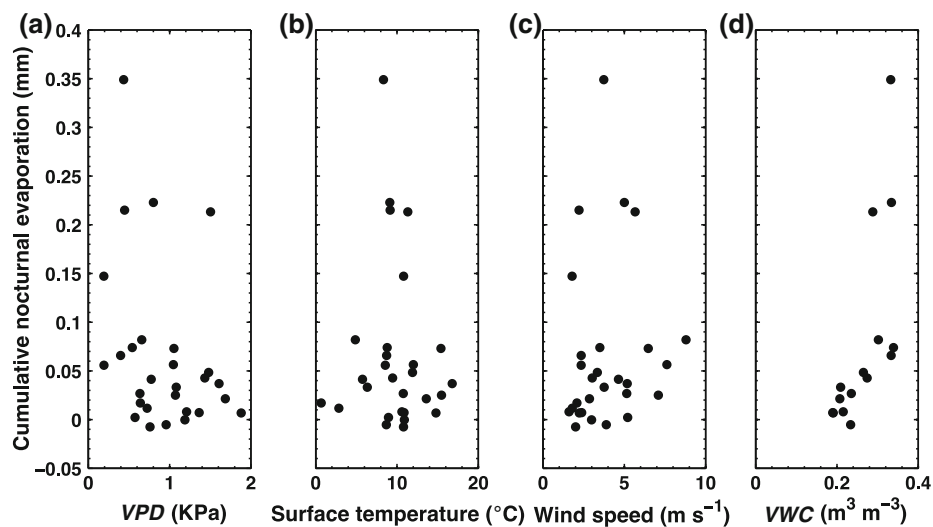 (a) (b) (c) (d)
Cumulative nocturnal evaporation (mm)
0.4
0.35
0.3
0.25
0.2
0.15
0.1
0.05
0
−0.05
0 1 2
0 10 20
0 5 10
0 0.2 0.4
VPD (KPa)
Surface temperature (°C)
Wind speed (m s⁻¹)
VWC (m³ m⁻³)